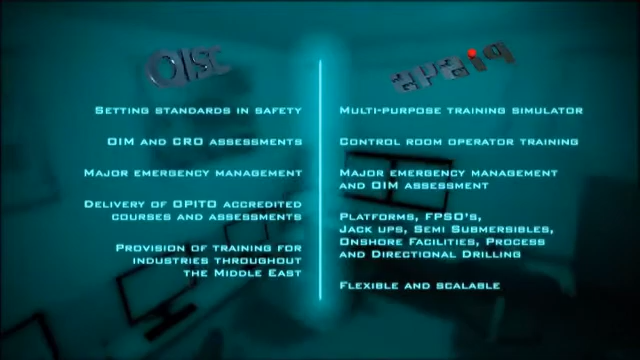 Setting standards in safety
OIM and CRO assessments
Major emergency management
Delivery of OPITO accredited
courses and assessments
Provision of training for
industries throughout
the Middle East
Multi-purpose training simulator
Control room operator training
Major emergency management
and OIM assessment
Platforms, FPSO's,
Jack ups, Semi Submersibles,
Onshore Facilities, Process
and Directional Drilling
Flexible and scalable